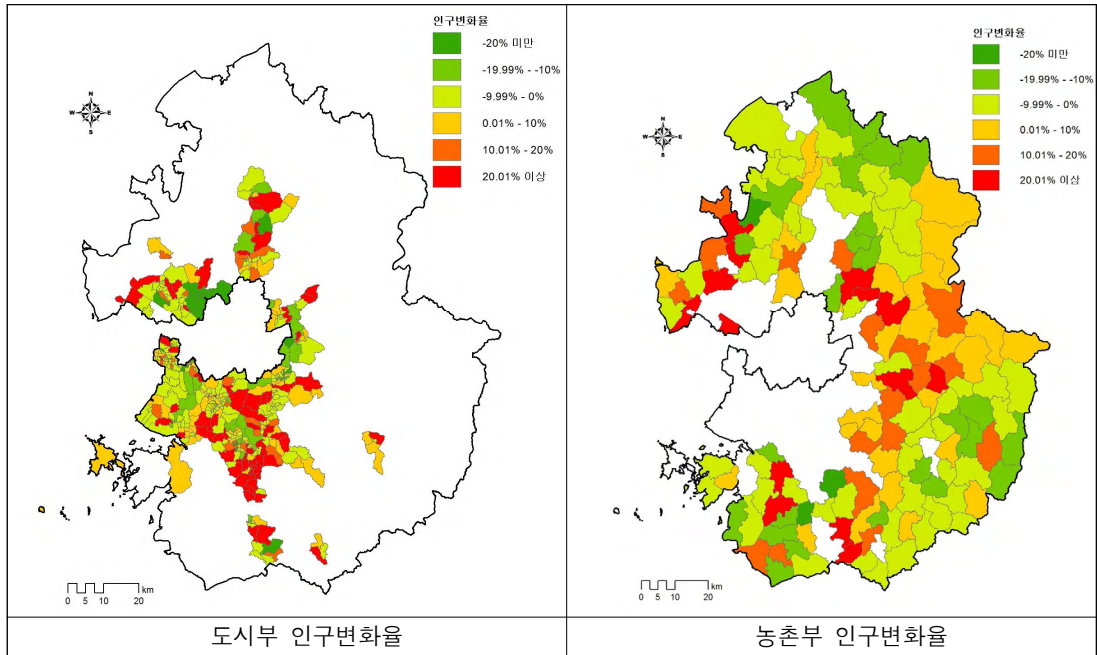 인구변화율
-20% 미만
-19.99% - -10%
-9.99% - 0%
0.01% - 10%
10.01% - 20%
20.01% 이상
N
W E
S
km
0 5 10 20
도시부 인구변화율
인구변화율
-20% 미만
-19.99% - -10%
-9.99% - 0%
0.01% - 10%
10.01% - 20%
20.01% 이상
N
W E
S
km
0 5 10 20
농촌부 인구변화율